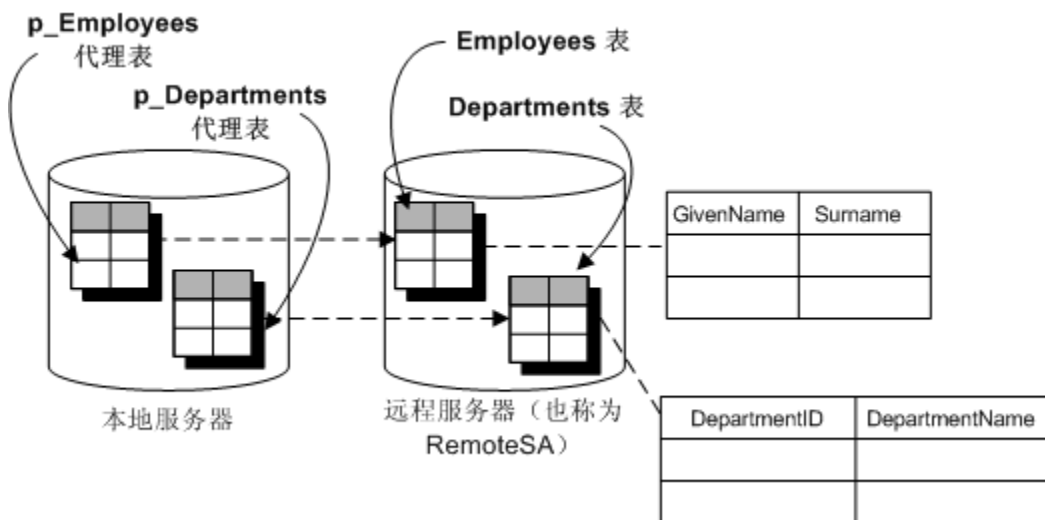 p_Employees
代理表
p_Departments
代理表
Employees 表
Departments 表
GivenName Surname
本地服务器
远程服务器（也称为
RemoteSA）
DepartmentID DepartmentName